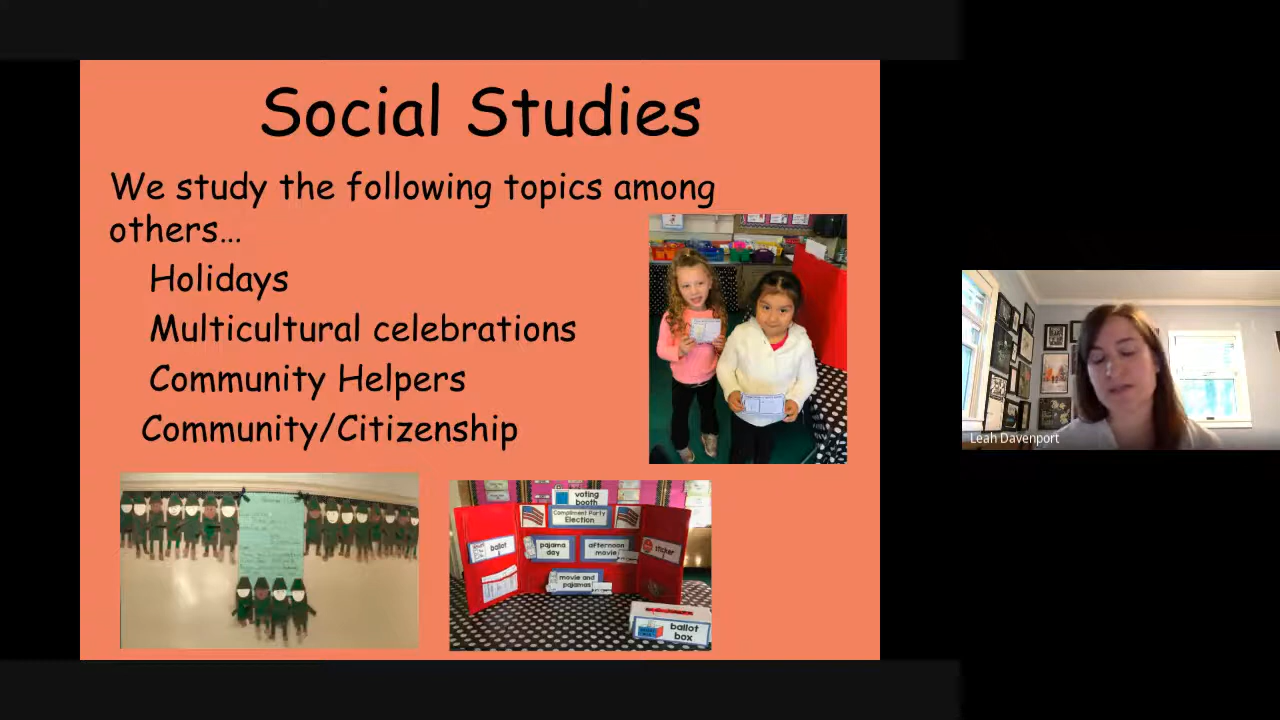 Social Studies
We study the following topics among
others…
Holidays
Multicultural celebrations
Community Helpers
Community/Citizenship
voting
booth
Compliment Party
Election
ballot
pajama
day
afternoon
movie
sticker
movie and
pajamas
ballot
box
Leah Davenport